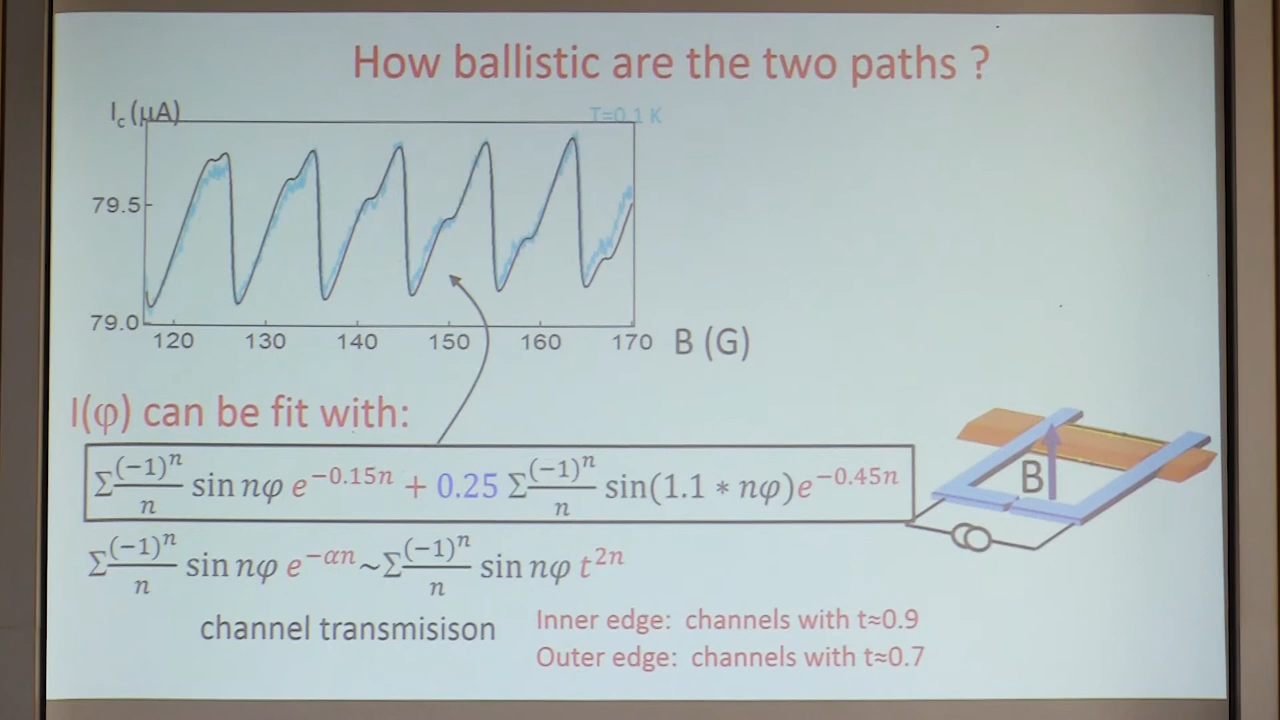 How ballistic are the two paths ?
I꜀ (μA)
T=0.1 K
79.5
79.0
120 130 140 150 160 170 B (G)
I(φ) can be fit with:
Σ (-1)ⁿ/n sin nφ e^{-0.15n} + 0.25 Σ (-1)ⁿ/n sin(1.1 * nφ)e^{-0.45n}
B
Σ (-1)ⁿ/n sin nφ e^{-αn} ~ Σ (-1)ⁿ/n sin nφ t^{2n}
channel transmisison
Inner edge: channels with t≈0.9
Outer edge: channels with t≈0.7